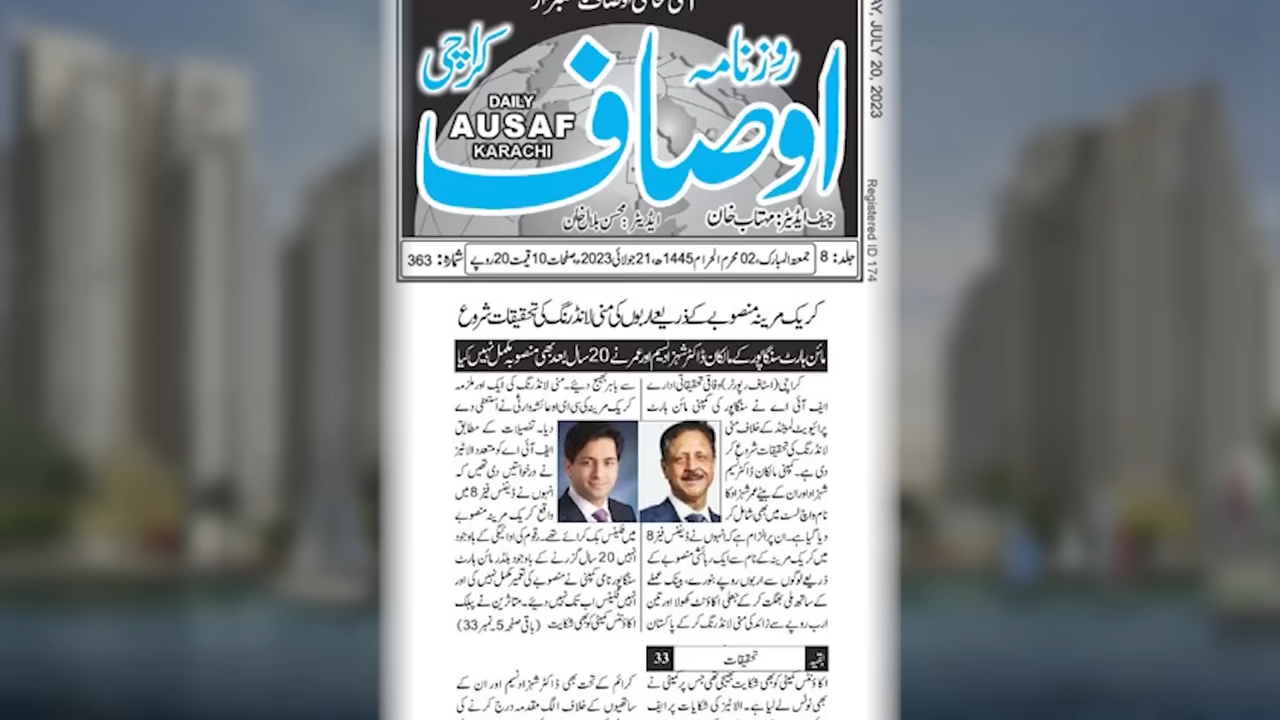 روزنامہ
اوصاف
کراچی
DAILY
AUSAF
KARACHI
چیف ایڈیٹر: مہتاب خان
ایڈیٹر: محسن بلال خان
AY, JULY 20, 2023
Registered ID 174
جلد: 8
جمعۃ المبارک، 02 محرم الحرام 1445ھ، 21 جولائی 2023ء، صفحات 10 قیمت 20 روپے
شمارہ: 363
کریک مرینہ منصوبے کے ذریعے اربوں کی منی لانڈرنگ کی تحقیقات شروع
مائن ہارٹ سنگاپور کے مالکان ڈاکٹر شہزاد نسیم اور عمر نے 20 سال بعد بھی منصوبہ مکمل نہیں کیا
کراچی (اسٹاف رپورٹر) وفاقی تحقیقاتی ادارے
ایف آئی اے نے سنگاپور کی کمپنی مائن ہارٹ
پرائیویٹ لمیٹڈ کے خلاف منی
لانڈرنگ کی تحقیقات شروع کر
دی ہے۔ کمپنی مالکان ڈاکٹر نسیم
شہزاد اور ان کے بیٹے عمر شہزاد کا
نام واچ لسٹ میں بھی شامل کر
دیا گیا ہے۔ ان پر الزام ہے کہ انہوں نے ڈیفنس فیز 8
میں کریک مرینہ کے نام سے ایک رہائشی منصوبے کے
ذریعے لوگوں سے اربوں روپے بٹورے، بینک عملے
کے ساتھ ملی بھگت کر کے جعلی اکاؤنٹ کھولا اور تین
ارب روپے سے زائد کی منی لانڈرنگ کر کے پاکستان
سے باہر بھیج دیئے۔ منی لانڈرنگ کی ایک اور ملزمہ
کریک مرینہ کی سی ای او عائشہ وارثی نے استعفیٰ دے
دیا۔ تفصیلات کے مطابق
ایف آئی اے کو متعدد الاٹیز
نے درخواستیں دی تھیں کہ
انہوں نے ڈیفنس فیز 8 میں
واقع کریک مرینہ منصوبے
میں فلیٹس بک کرائے تھے۔ رقوم کی ادائیگی کے باوجود
انہیں 20 سال گزرنے کے باوجود بلڈر مائن ہارٹ
سنگاپور نامی کمپنی نے منصوبے کی تعمیر مکمل نہیں کی اور
انہیں فلیٹس اب تک نہیں دیئے۔ متاثرین نے پبلک
اکاؤنٹس کمیٹی کو بھی شکایت (باقی صفحہ 5 نمبر 33)
بقیہ تحقیقات 33
اکاؤنٹس کمیٹی کو بھی شکایت بھیجی تھی جس پر کمیٹی نے
بھی نوٹس لے لیا ہے۔ الاٹیز کی شکایات پر ایف
کرائم کے تحت بھی ڈاکٹر شہزاد نسیم اور ان کے
ساتھیوں کے خلاف الگ مقدمہ درج کرنے کی